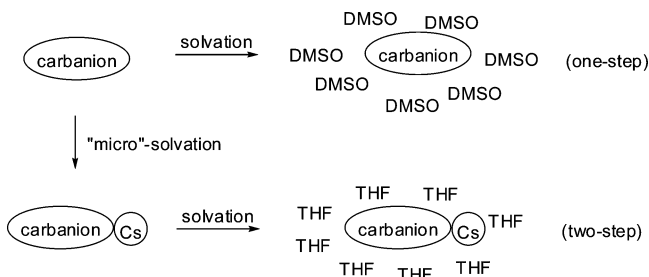 DMSO DMSO
solvation
DMSO carbanion DMSO (one-step)
carbanion
DMSO DMSO
DMSO
"micro"-solvation
THF THF
solvation
THF THF
carbanion Cs carbanion Cs (two-step)
THF
THF THF THF